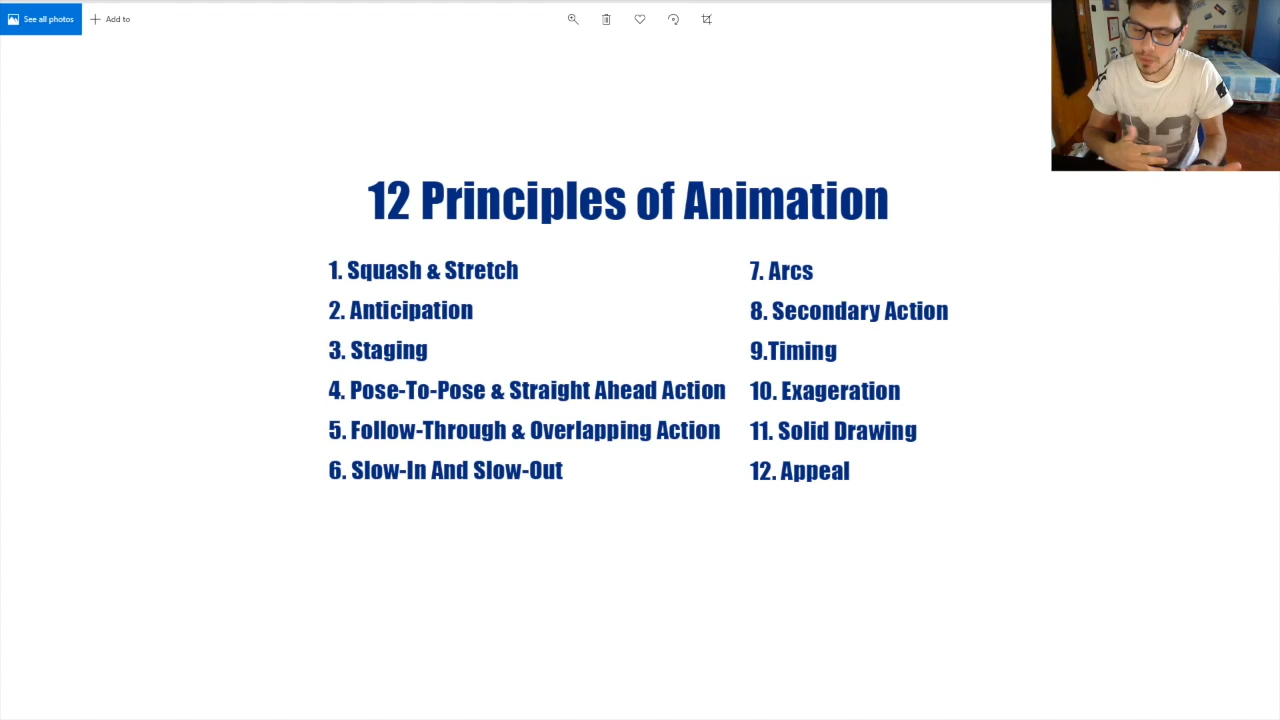 See all photos
Add to
12 Principles of Animation
1. Squash & Stretch
2. Anticipation
3. Staging
4. Pose-To-Pose & Straight Ahead Action
5. Follow-Through & Overlapping Action
6. Slow-In And Slow-Out
7. Arcs
8. Secondary Action
9.Timing
10. Exageration
11. Solid Drawing
12. Appeal